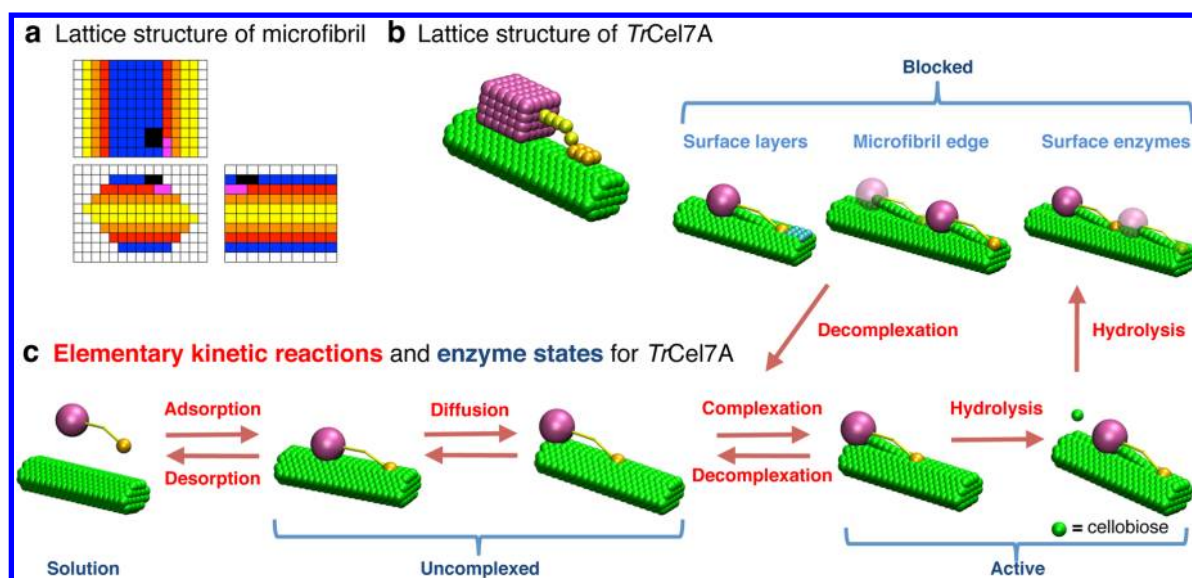 a Lattice structure of microfibril
b Lattice structure of TrCel7A
Blocked
Surface layers
Microfibril edge
Surface enzymes
Decomplexation
Hydrolysis
c Elementary kinetic reactions and enzyme states for TrCel7A
Adsorption
Desorption
Diffusion
Complexation
Decomplexation
Hydrolysis
= cellobiose
Solution
Uncomplexed
Active